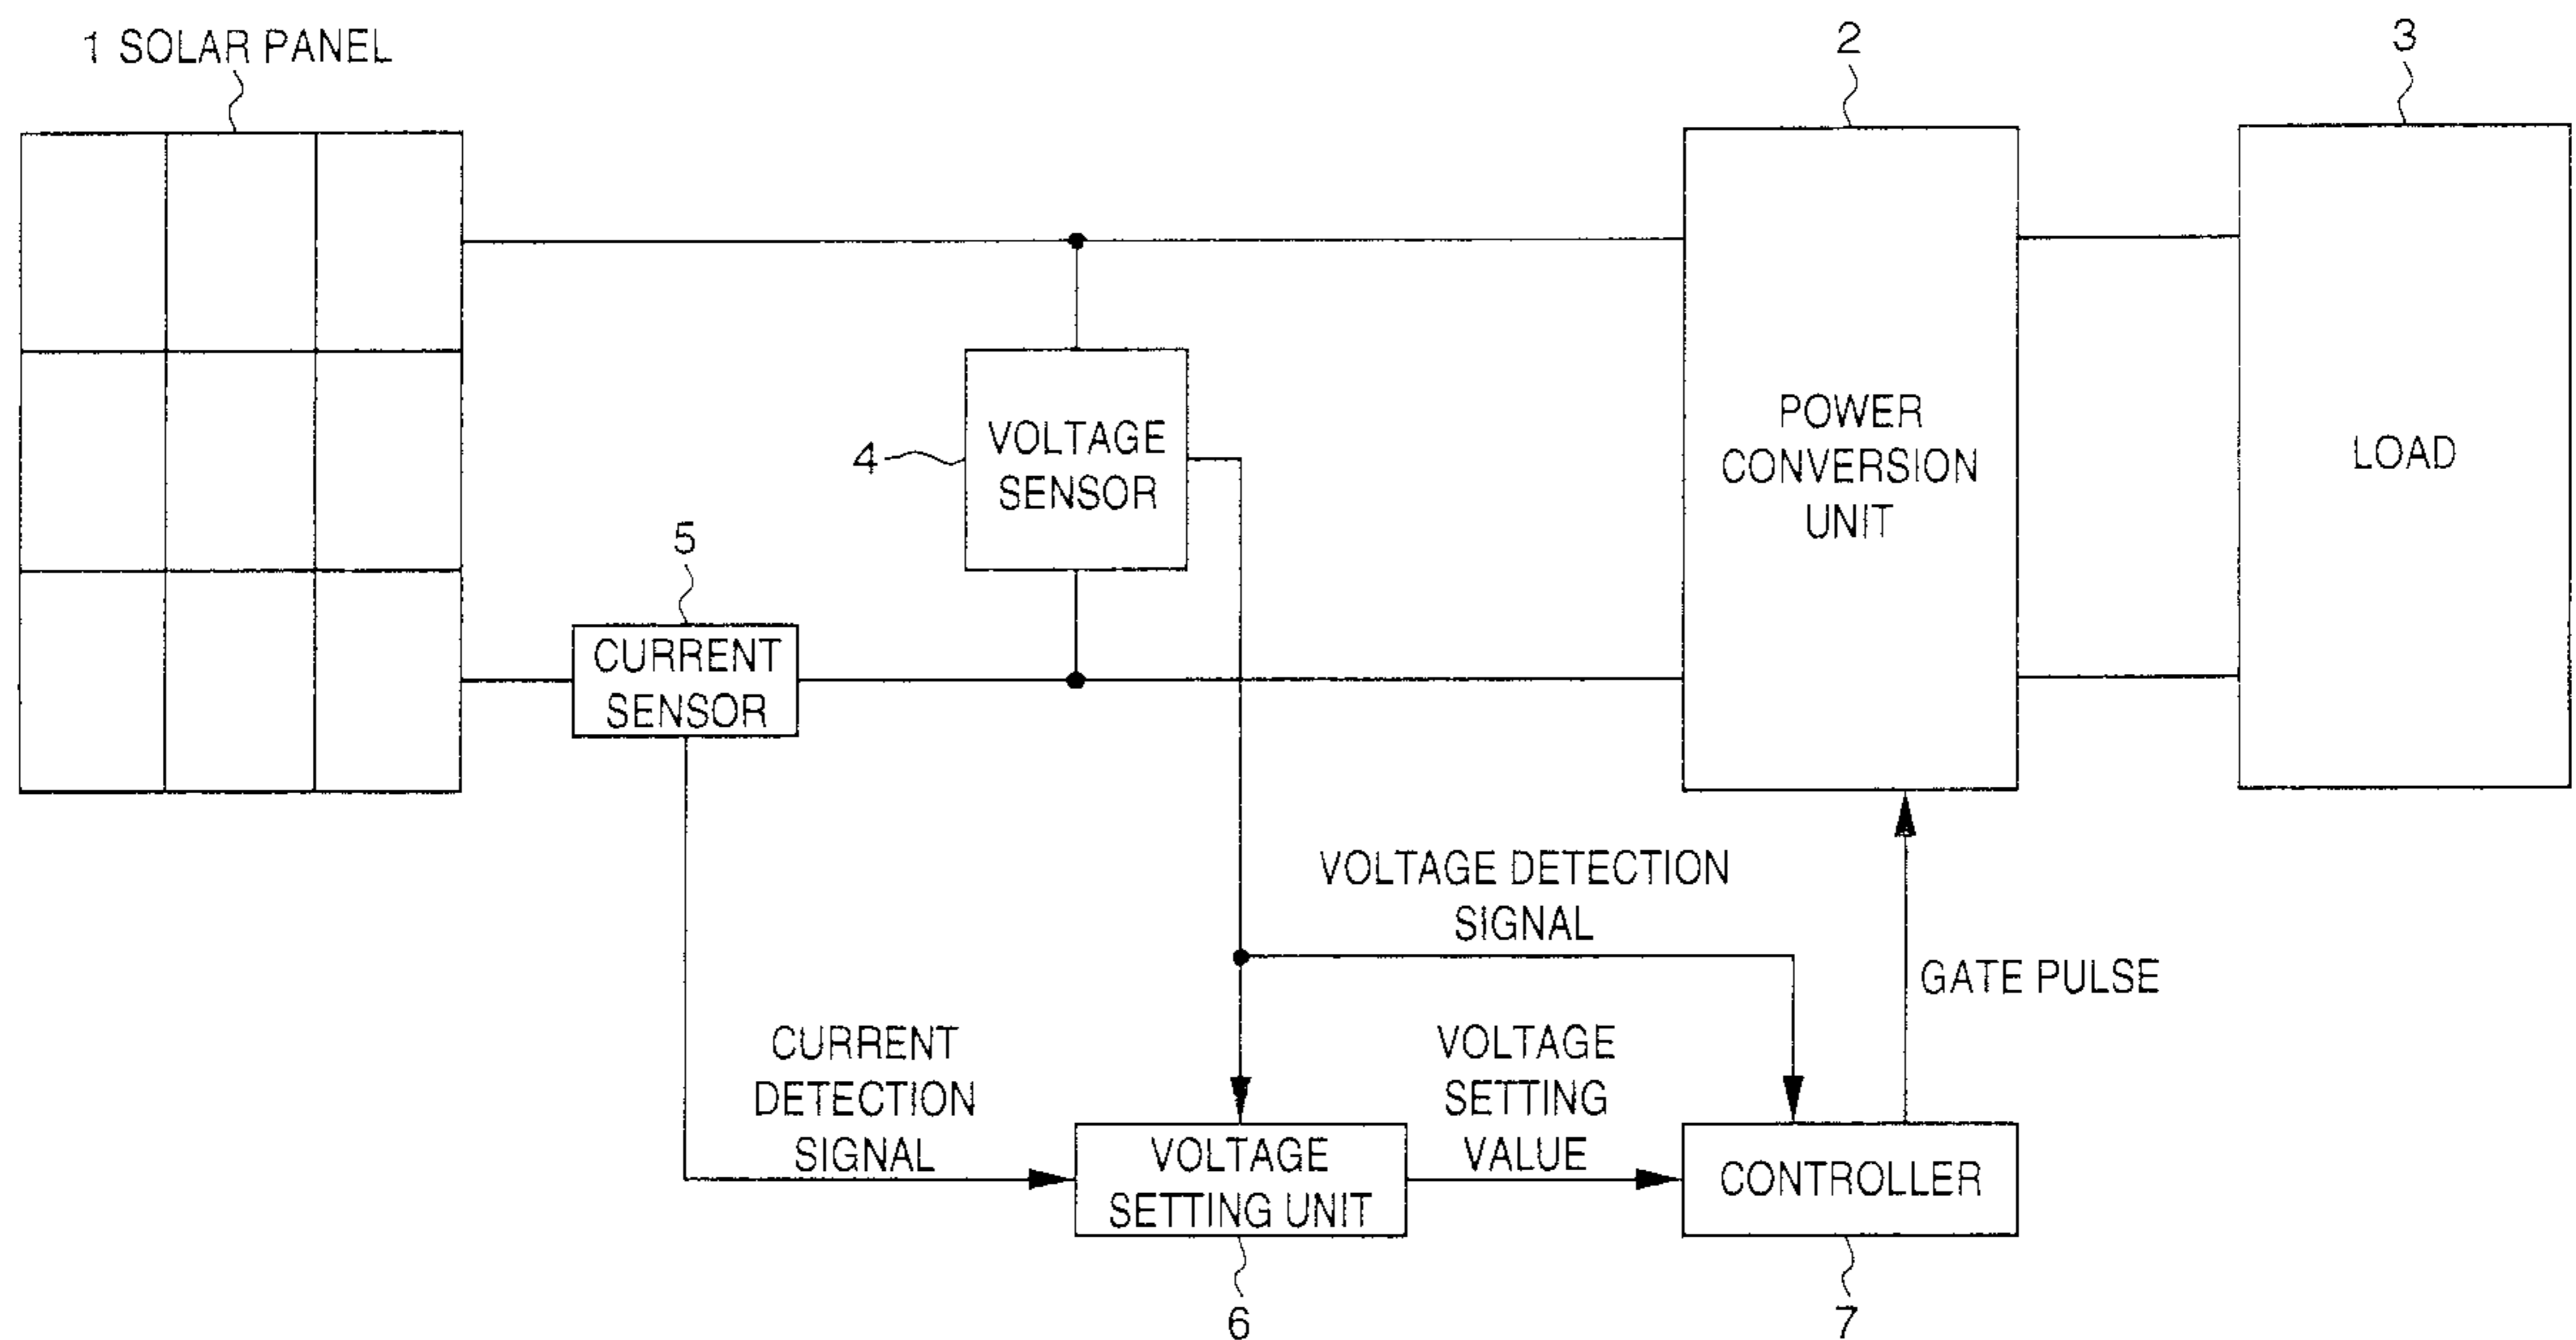 1 SOLAR PANEL
2
3
POWER
CONVERSION
UNIT
LOAD
4
VOLTAGE
SENSOR
5
CURRENT
SENSOR
VOLTAGE DETECTION
SIGNAL
GATE PULSE
CURRENT
DETECTION
SIGNAL
VOLTAGE
SETTING
VALUE
VOLTAGE
SETTING UNIT
CONTROLLER
6
7